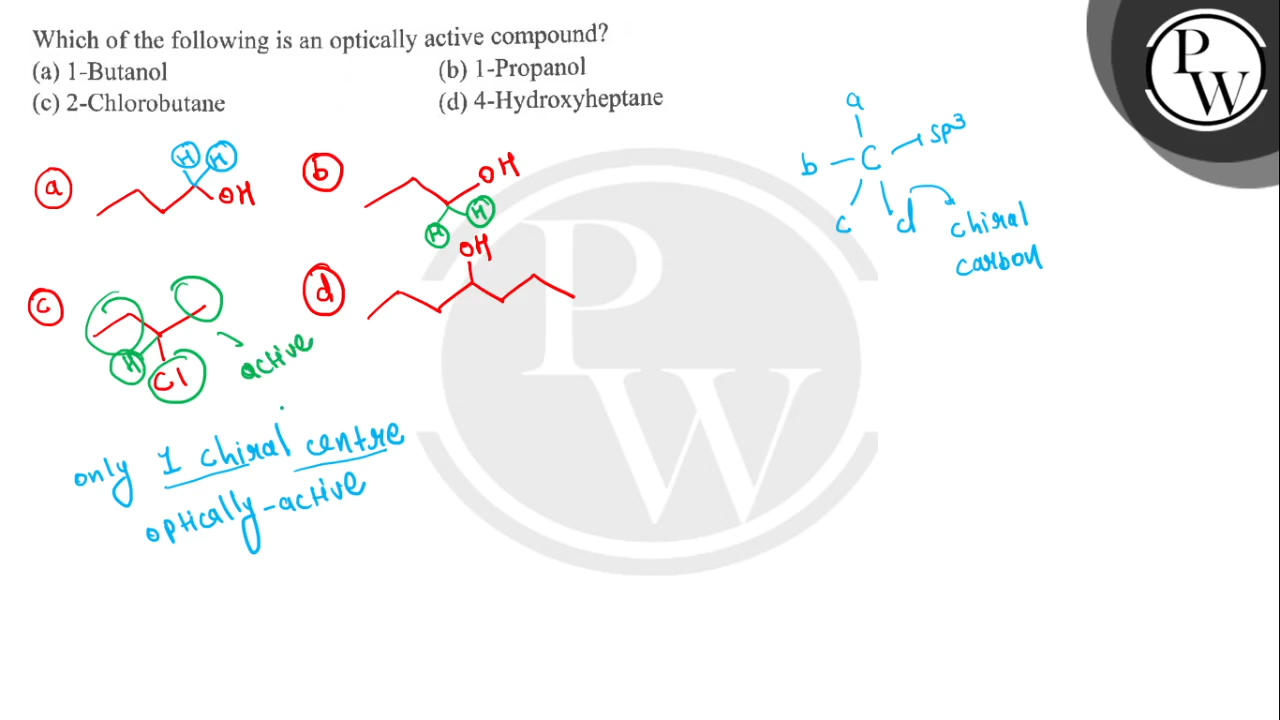 Which of the following is an optically active compound?
(a) 1-Butanol (b) 1-Propanol
(c) 2-Chlorobutane (d) 4-Hydroxyheptane
P
W
a
b C sp3
c d chiral
carbon
a H H OH
b OH
H H
c H Cl active
d OH
only 1 chiral centre
optically-active
P
W